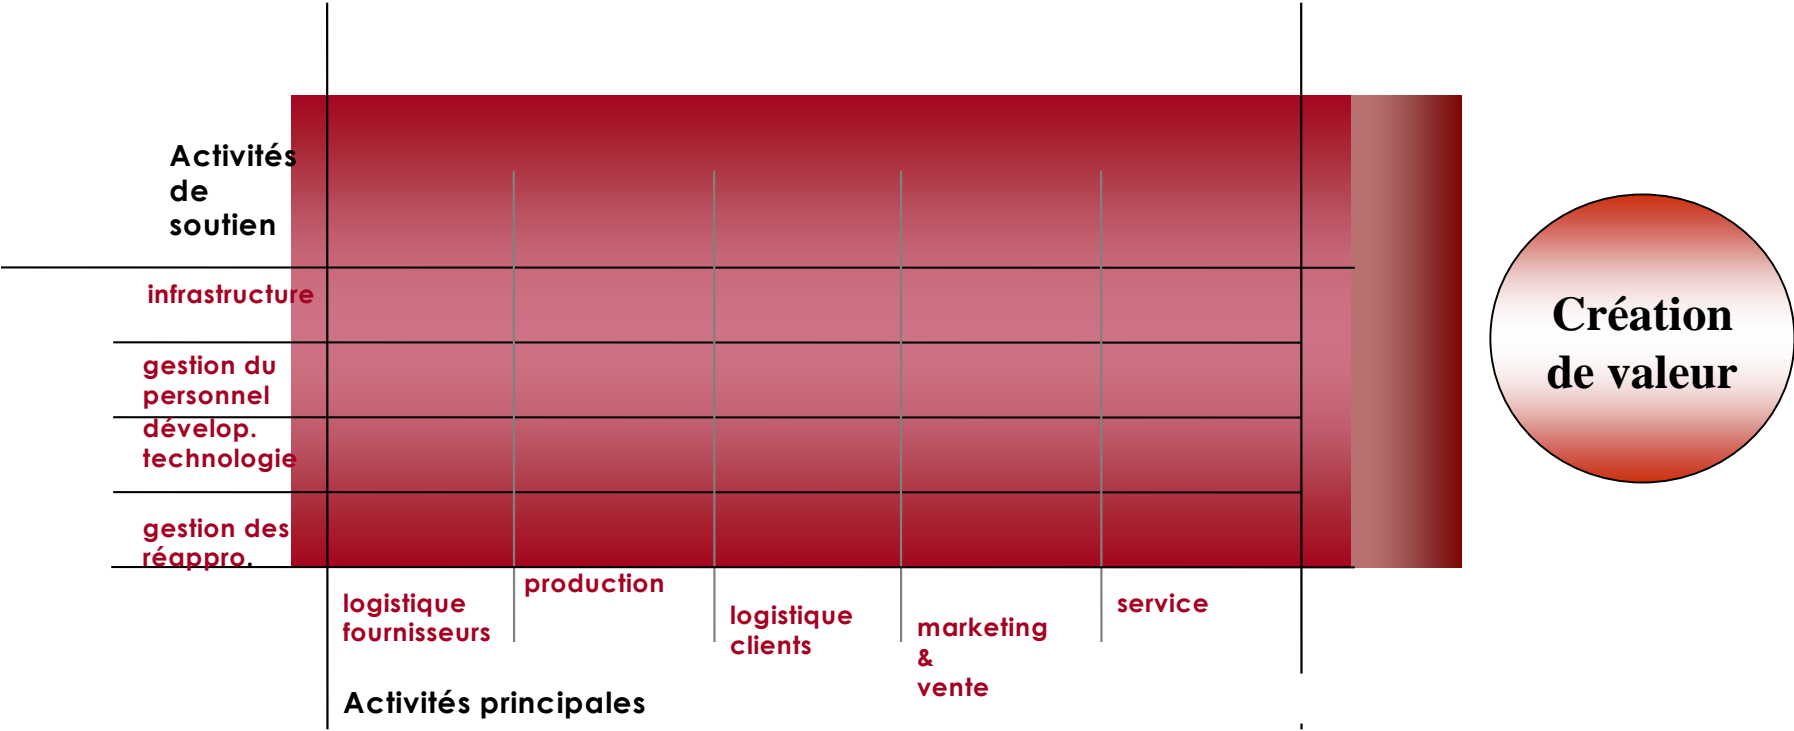 Activités
de
soutien
infrastructure
gestion du
personnel
dévelop.
technologie
gestion des
réappro.
logistique
fournisseurs
production
logistique
clients
marketing
&
vente
service
Activités principales
Création
de valeur